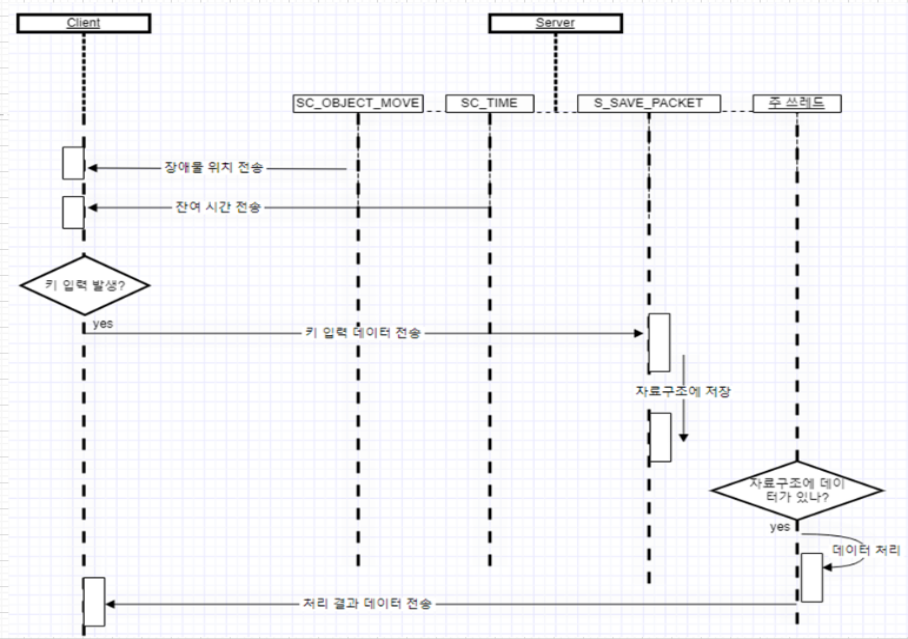 Client
Server
SC_OBJECT_MOVE
SC_TIME
S_SAVE_PACKET
주 쓰레드
장애물 위치 전송
잔여 시간 전송
키 입력 발생?
yes
키 입력 데이터 전송
자료구조에 저장
자료구조에 데이
터가 있나?
yes
데이터 처리
처리 결과 데이터 전송